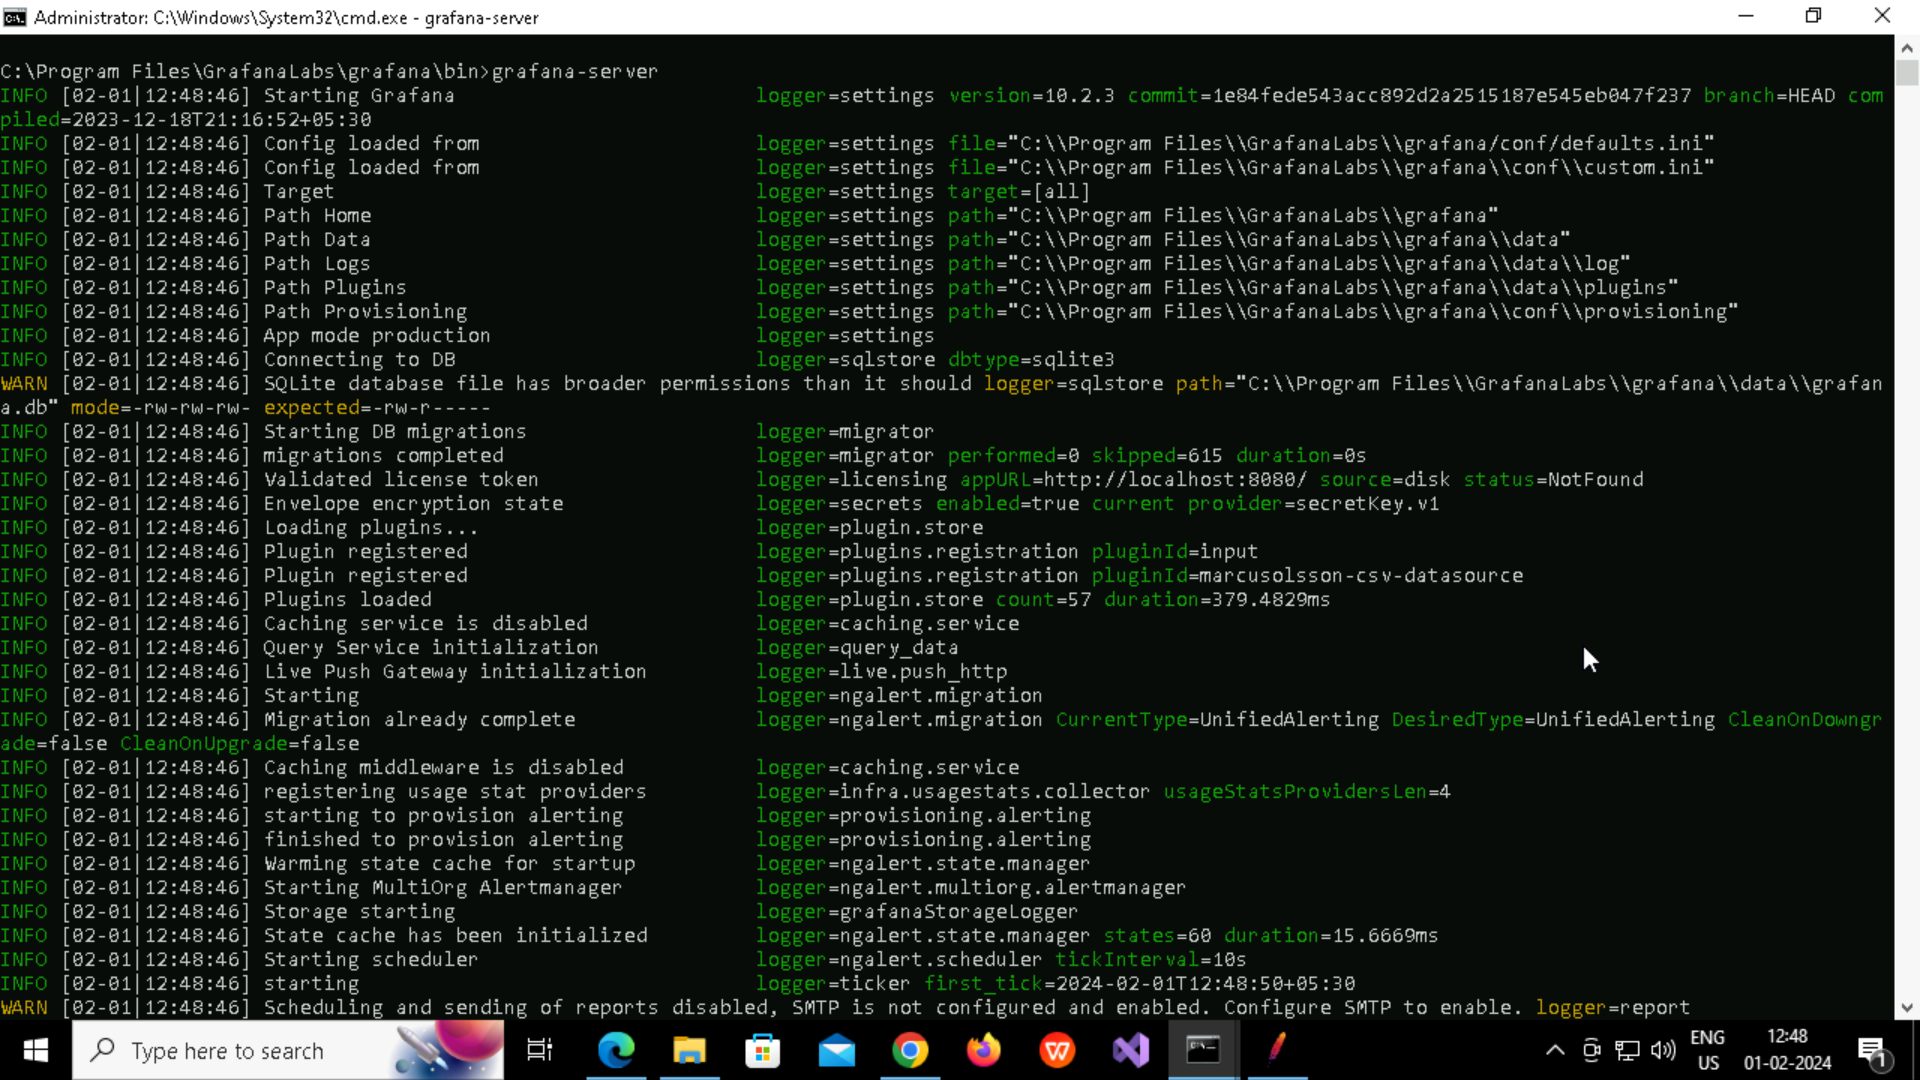 Administrator: C:\Windows\System32\cmd.exe - grafana-server
C:\Program Files\GrafanaLabs\grafana\bin>grafana-server
INFO [02-01|12:48:46] Starting Grafana logger=settings version=10.2.3 commit=1e84fede543acc892d2a2515187e545eb047f237 branch=HEAD com
piled=2023-12-18T21:16:52+05:30
INFO [02-01|12:48:46] Config loaded from logger=settings file="C:\\Program Files\\GrafanaLabs\\grafana/conf/defaults.ini"
INFO [02-01|12:48:46] Config loaded from logger=settings file="C:\\Program Files\\GrafanaLabs\\grafana\\conf\\custom.ini"
INFO [02-01|12:48:46] Target logger=settings target=[all]
INFO [02-01|12:48:46] Path Home logger=settings path="C:\\Program Files\\GrafanaLabs\\grafana"
INFO [02-01|12:48:46] Path Data logger=settings path="C:\\Program Files\\GrafanaLabs\\grafana\\data"
INFO [02-01|12:48:46] Path Logs logger=settings path="C:\\Program Files\\GrafanaLabs\\grafana\\data\\log"
INFO [02-01|12:48:46] Path Plugins logger=settings path="C:\\Program Files\\GrafanaLabs\\grafana\\data\\plugins"
INFO [02-01|12:48:46] Path Provisioning logger=settings path="C:\\Program Files\\GrafanaLabs\\grafana\\conf\\provisioning"
INFO [02-01|12:48:46] App mode production logger=settings
INFO [02-01|12:48:46] Connecting to DB logger=sqlstore dbtype=sqlite3
WARN [02-01|12:48:46] SQLite database file has broader permissions than it should logger=sqlstore path="C:\\Program Files\\GrafanaLabs\\grafana\\data\\grafan
a.db" mode=-rw-rw-rw- expected=-rw-r-----
INFO [02-01|12:48:46] Starting DB migrations logger=migrator
INFO [02-01|12:48:46] migrations completed logger=migrator performed=0 skipped=615 duration=0s
INFO [02-01|12:48:46] Validated license token logger=licensing appURL=http://localhost:8080/ source=disk status=NotFound
INFO [02-01|12:48:46] Envelope encryption state logger=secrets enabled=true current provider=secretKey.v1
INFO [02-01|12:48:46] Loading plugins... logger=plugin.store
INFO [02-01|12:48:46] Plugin registered logger=plugins.registration pluginId=input
INFO [02-01|12:48:46] Plugin registered logger=plugins.registration pluginId=marcusolsson-csv-datasource
INFO [02-01|12:48:46] Plugins loaded logger=plugin.store count=57 duration=379.4829ms
INFO [02-01|12:48:46] Caching service is disabled logger=caching.service
INFO [02-01|12:48:46] Query Service initialization logger=query_data
INFO [02-01|12:48:46] Live Push Gateway initialization logger=live.push_http
INFO [02-01|12:48:46] Starting logger=ngalert.migration
INFO [02-01|12:48:46] Migration already complete logger=ngalert.migration CurrentType=UnifiedAlerting DesiredType=UnifiedAlerting CleanOnDowngr
ade=false CleanOnUpgrade=false
INFO [02-01|12:48:46] Caching middleware is disabled logger=caching.service
INFO [02-01|12:48:46] registering usage stat providers logger=infra.usagestats.collector usageStatsProvidersLen=4
INFO [02-01|12:48:46] starting to provision alerting logger=provisioning.alerting
INFO [02-01|12:48:46] finished to provision alerting logger=provisioning.alerting
INFO [02-01|12:48:46] Warming state cache for startup logger=ngalert.state.manager
INFO [02-01|12:48:46] Starting MultiOrg Alertmanager logger=ngalert.multiorg.alertmanager
INFO [02-01|12:48:46] Storage starting logger=grafanaStorageLogger
INFO [02-01|12:48:46] State cache has been initialized logger=ngalert.state.manager states=60 duration=15.6669ms
INFO [02-01|12:48:46] Starting scheduler logger=ngalert.scheduler tickInterval=10s
INFO [02-01|12:48:46] starting logger=ticker first_tick=2024-02-01T12:48:50+05:30
WARN [02-01|12:48:46] Scheduling and sending of reports disabled, SMTP is not configured and enabled. Configure SMTP to enable. logger=report
Type here to search
ENG
US
12:48
01-02-2024
1